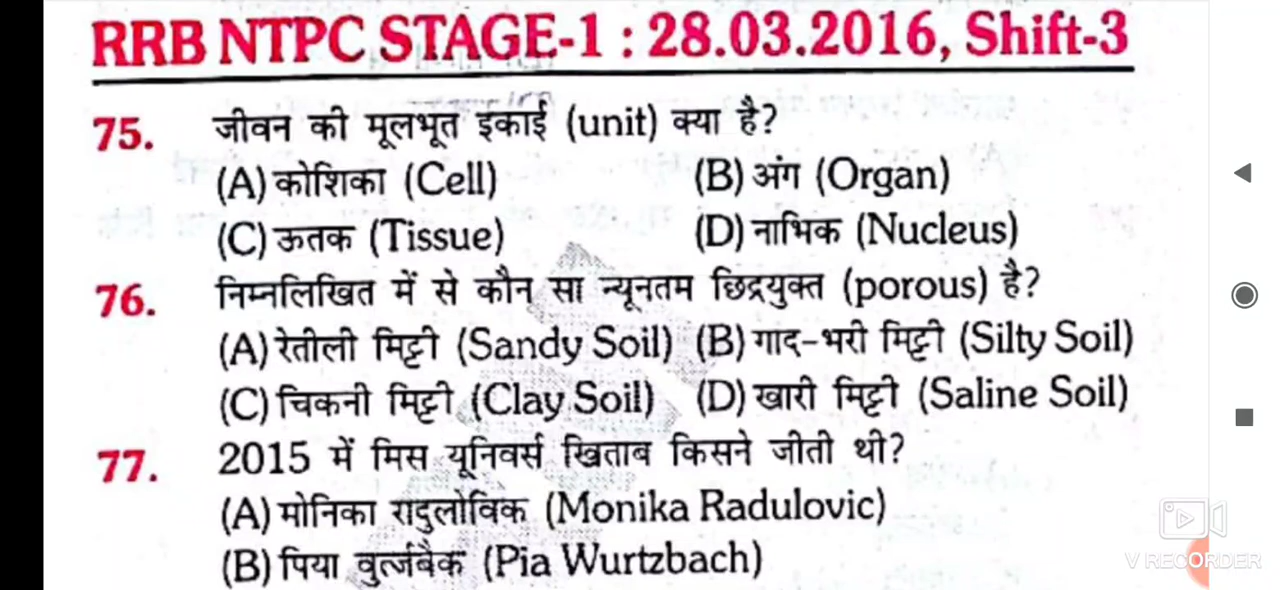 RRB NTPC STAGE-1 : 28.03.2016, Shift-3
75. जीवन की मूलभूत इकाई (unit) क्या है?
(A) कोशिका (Cell) (B) अंग (Organ)
(C) ऊतक (Tissue) (D) नाभिक (Nucleus)
76. निम्नलिखित में से कौन सा न्यूनतम छिद्रयुक्त (porous) है?
(A) रेतीली मिट्टी (Sandy Soil) (B) गाद-भरी मिट्टी (Silty Soil)
(C) चिकनी मिट्टी (Clay Soil) (D) खारी मिट्टी (Saline Soil)
77. 2015 में मिस यूनिवर्स खिताब किसने जीती थी?
(A) मोनिका रादुलोविक (Monika Radulovic)
(B) पिया वुर्त्जबैक (Pia Wurtzbach)
V RECORDER